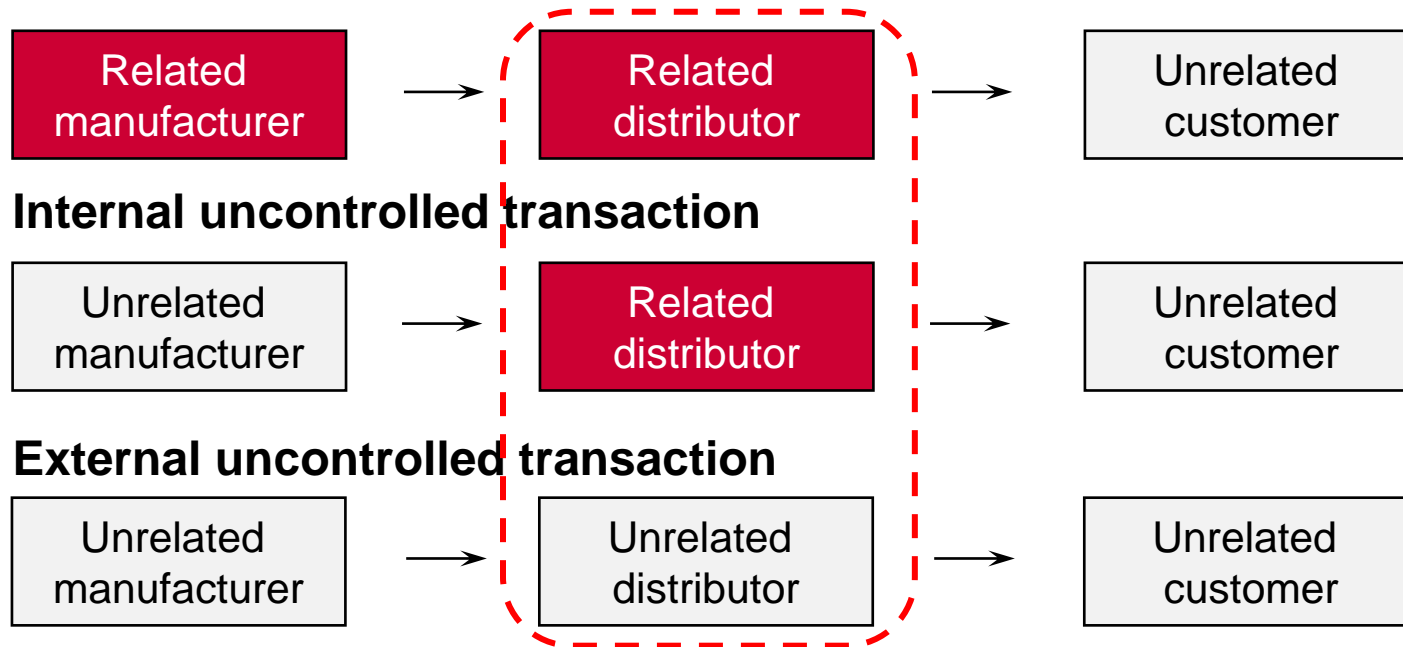 Related
manufacturer
Related
distributor
Unrelated
customer
Internal uncontrolled transaction
Unrelated
manufacturer
Related
distributor
Unrelated
customer
External uncontrolled transaction
Unrelated
manufacturer
Unrelated
distributor
Unrelated
customer